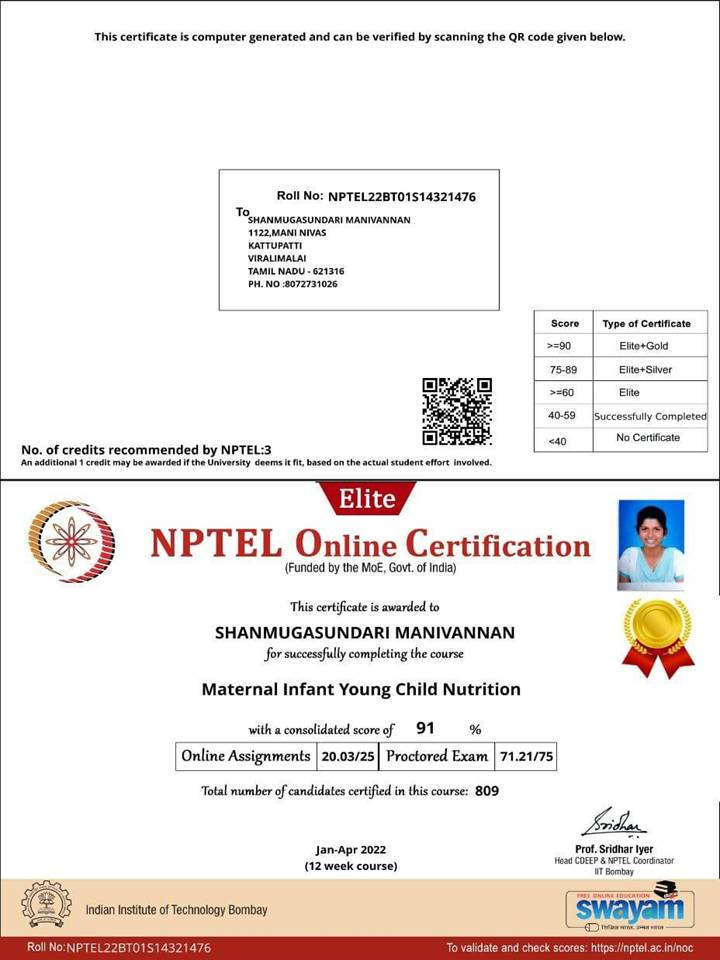 This certificate is computer generated and can be verified by scanning the QR code given below.
Roll No: NPTEL22BT01S14321476
To
SHANMUGASUNDARI MANIVANNAN
1122,MANI NIVAS
KATTUPATTI
VIRALIMALAI
TAMIL NADU - 621316
PH. NO :8072731026
Score Type of Certificate
>=90 Elite+Gold
75-89 Elite+Silver
>=60 Elite
40-59 Successfully Completed
<40 No Certificate
No. of credits recommended by NPTEL:3
An additional 1 credit may be awarded if the University deems it fit, based on the actual student effort involved.
Elite
NPTEL Online Certification
(Funded by the MoE, Govt. of India)
This certificate is awarded to
SHANMUGASUNDARI MANIVANNAN
for successfully completing the course
Maternal Infant Young Child Nutrition
with a consolidated score of 91 %
Online Assignments 20.03/25 Proctored Exam 71.21/75
Total number of candidates certified in this course: 809
Sridhar
Jan-Apr 2022
(12 week course)
Prof. Sridhar Iyer
Head CDEEP & NPTEL Coordinator
IIT Bombay
Indian Institute of Technology Bombay
FREE ONLINE EDUCATION
swayam
शिक्षित भारत, उन्नत भारत
Roll No:NPTEL22BT01S14321476
To validate and check scores: https://nptel.ac.in/noc